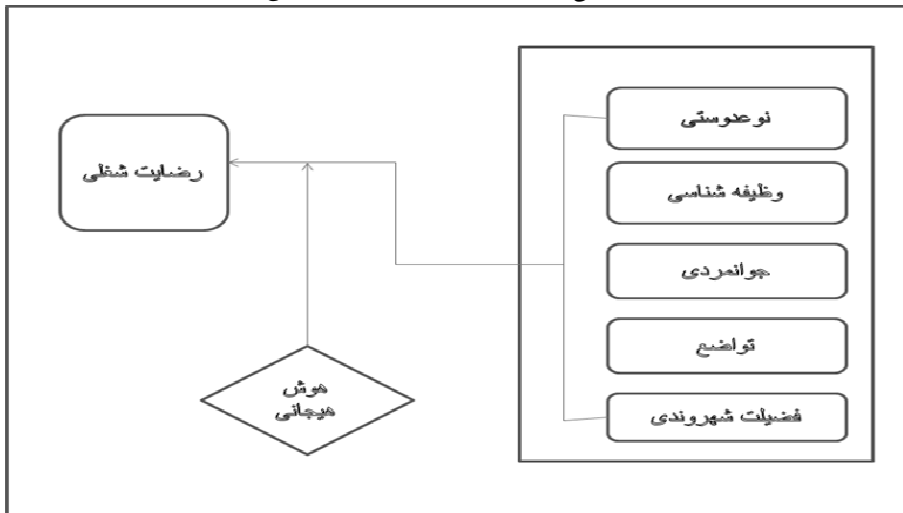 نوعدوستی
وظیفه شناسی
جوانمردی
تواضع
فضیلت شهروندی
رضایت شغلی
هوش
هیجانی